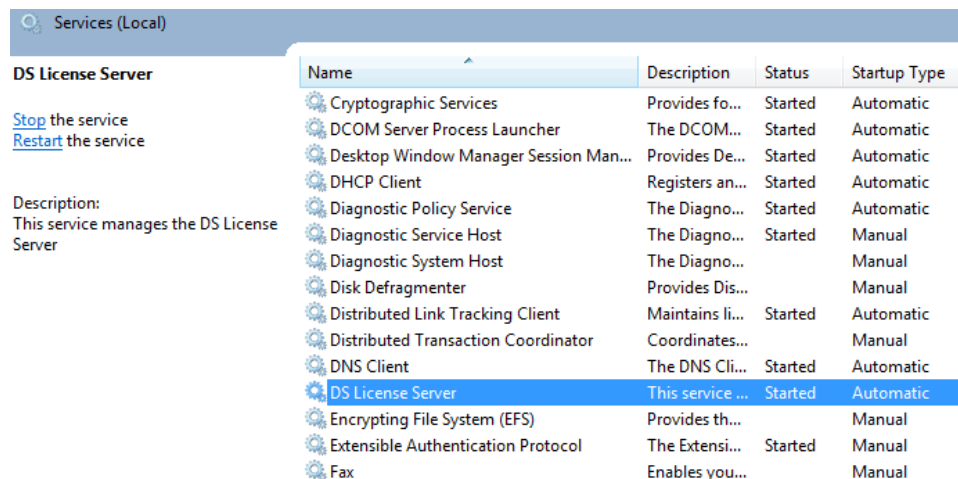 Services (Local)
DS License Server
Stop the service
Restart the service
Description:
This service manages the DS License
Server
Name Description Status Startup Type
Cryptographic Services Provides fo... Started Automatic
DCOM Server Process Launcher The DCOM... Started Automatic
Desktop Window Manager Session Man... Provides De... Started Automatic
DHCP Client Registers an... Started Automatic
Diagnostic Policy Service The Diagno... Started Automatic
Diagnostic Service Host The Diagno... Started Manual
Diagnostic System Host The Diagno... Manual
Disk Defragmenter Provides Dis... Manual
Distributed Link Tracking Client Maintains li... Started Automatic
Distributed Transaction Coordinator Coordinates... Manual
DNS Client The DNS Cli... Started Automatic
DS License Server This service ... Started Automatic
Encrypting File System (EFS) Provides th... Manual
Extensible Authentication Protocol The Extensi... Started Manual
Fax Enables you... Manual